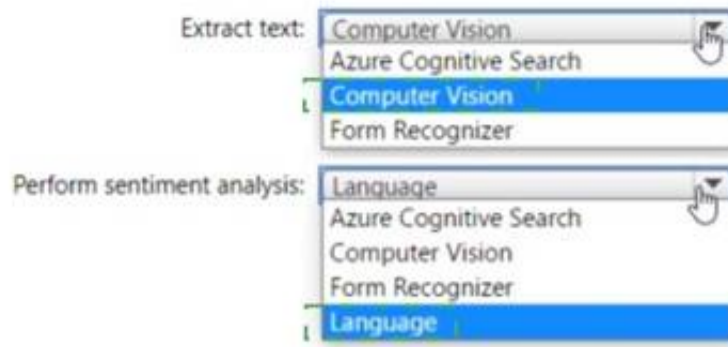 Extract text: Computer Vision
Azure Cognitive Search
Computer Vision
Form Recognizer
Perform sentiment analysis: Language
Azure Cognitive Search
Computer Vision
Form Recognizer
Language